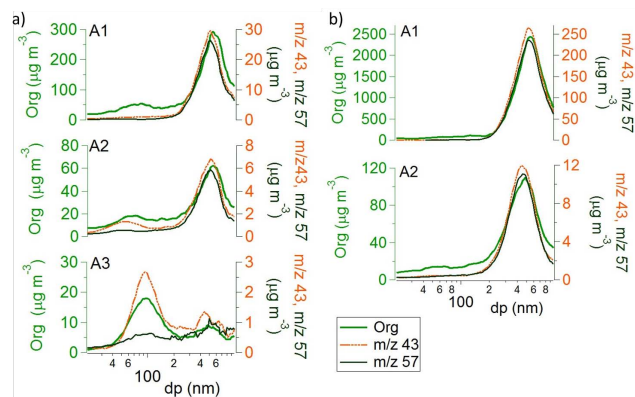 a)
A1
300
200
100
0
Org (µg m⁻³)
30
20
10
0
m/z 43, m/z 57
(µg m⁻³)
A2
80
60
40
20
0
Org (µg m⁻³)
8
6
4
2
0
m/z43, m/z 57
(µg m⁻³)
A3
30
20
10
0
Org (µg m⁻³)
3
2
1
0
m/z 43, m/z 57
(µg m⁻³)
4 6 100 2 4 6
dp (nm)
b)
A1
2500
2000
1500
1000
500
0
Org (µg m⁻³)
250
200
150
100
50
0
m/z 43, m/z 57
(µg m⁻³)
A2
120
80
40
0
Org (µg m⁻³)
12
8
4
0
m/z 43, m/z 57
(µg m⁻³)
4 6 8 100 2 4 6 8
dp (nm)
Org
m/z 43
m/z 57